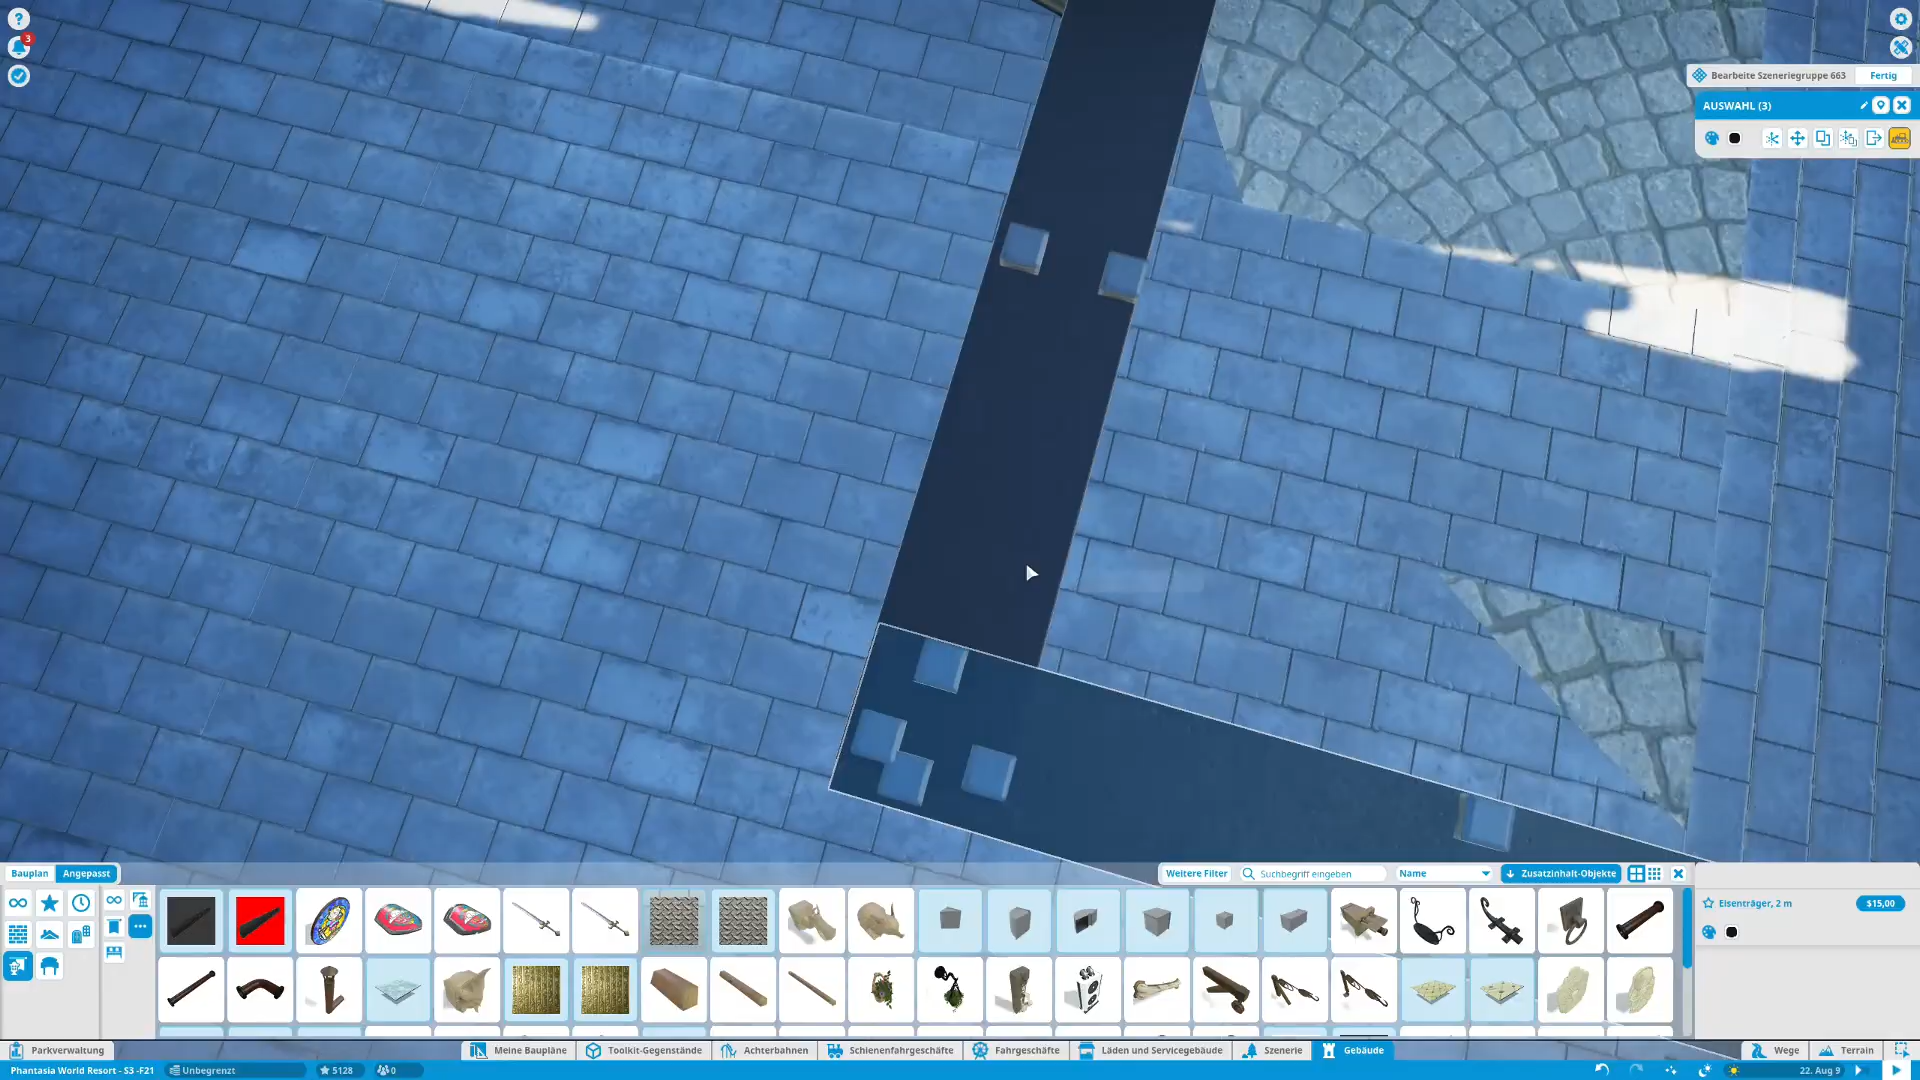 ?
3
Bearbeite Szeneriegruppe 663
Fertig
AUSWAHL (3)
Bauplan
Angepasst
Weitere Filter
Suchbegriff eingeben
Name
Zusatzinhalt-Objekte
Eisenträger, 2 m
$15,00
Parkverwaltung
Meine Baupläne
Toolkit-Gegenstände
Achterbahnen
Schienenfahrgeschäfte
Fahrgeschäfte
Läden und Servicegebäude
Szenerie
Gebäude
Wege
Terrain
Phantasia World Resort - S3 -F21
Unbegrenzt
5128
0
22. Aug 9